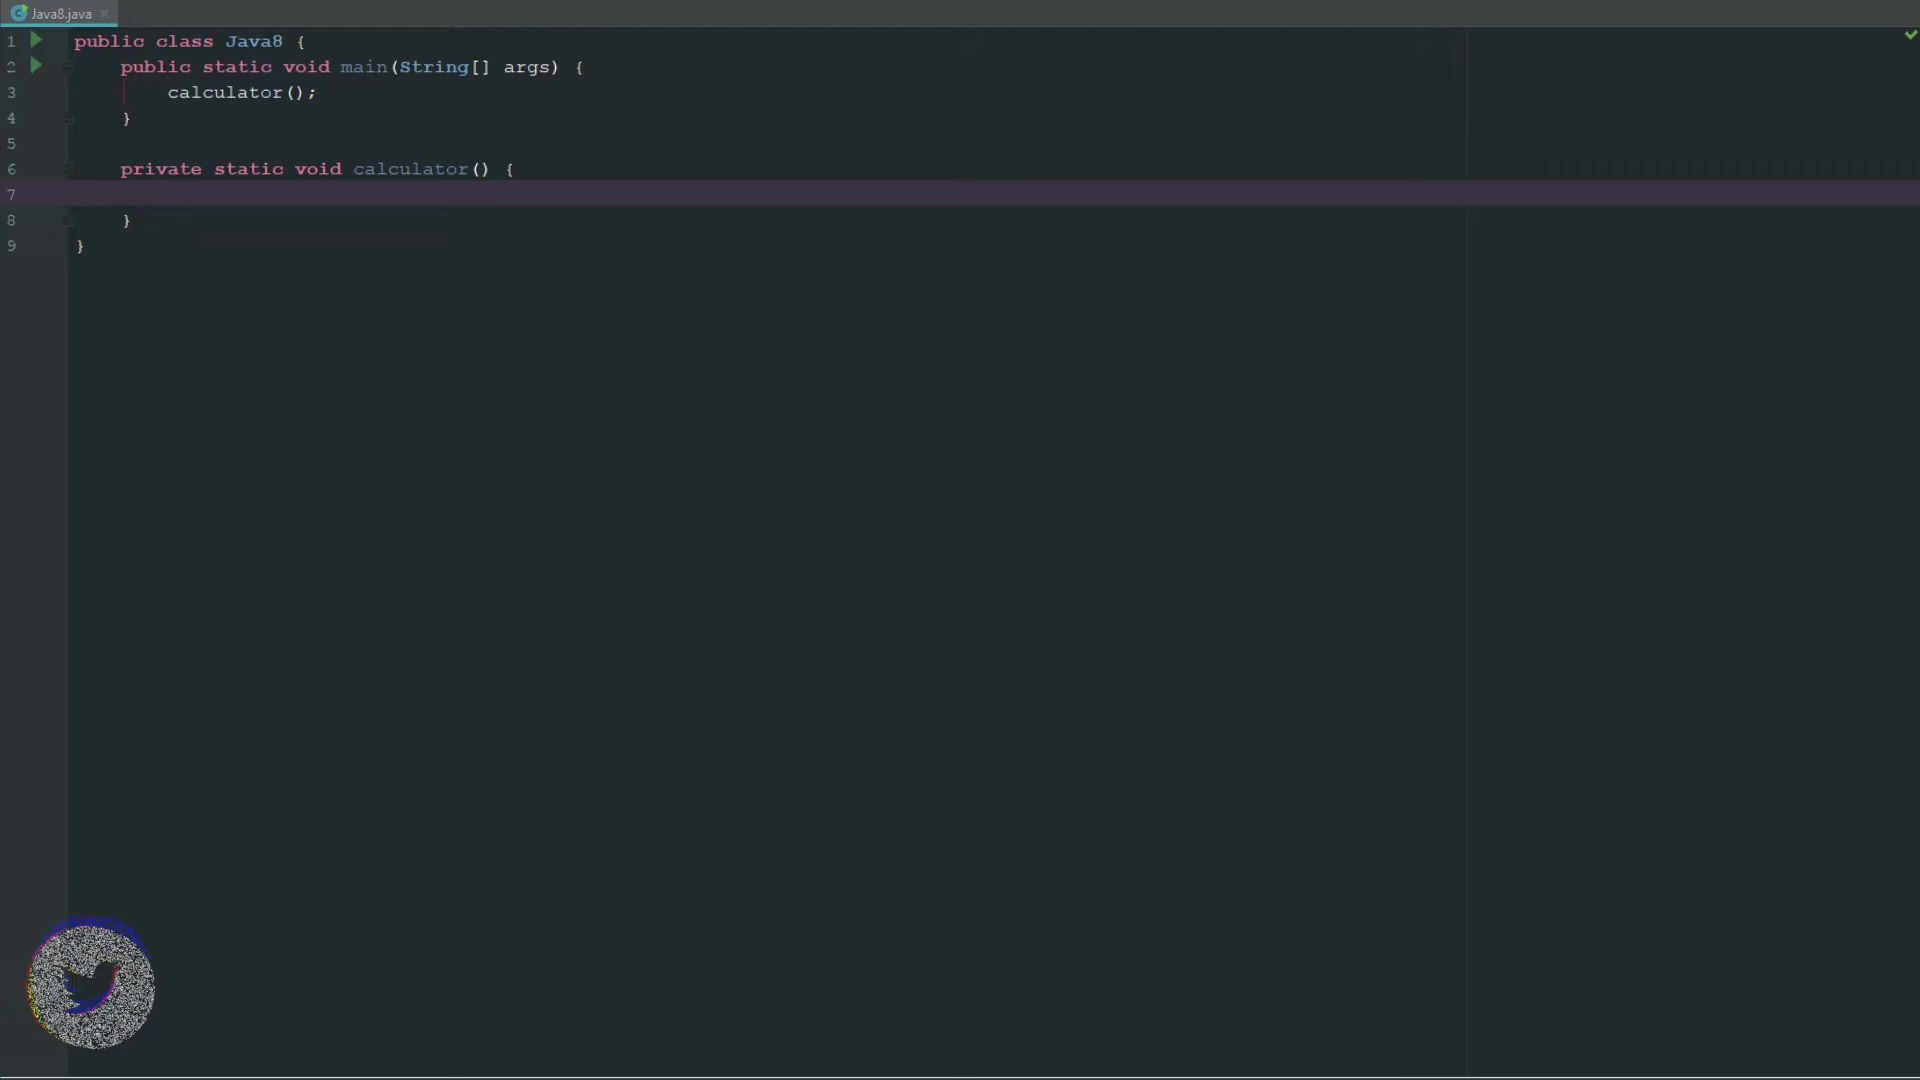 Java8.java
1 public class Java8 {
2 public static void main(String[] args) {
3 calculator();
4 }
5
6 private static void calculator() {
7
8 }
9 }